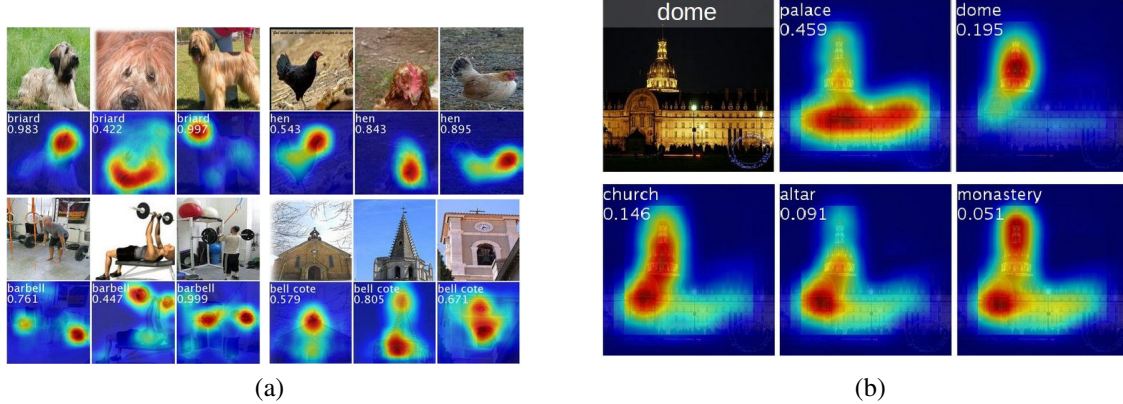 briard
0.983
briard
0.422
briard
0.997
hen
0.543
hen
0.843
hen
0.895
barbell
0.761
barbell
0.447
barbell
0.999
bell cote
0.579
bell cote
0.805
bell cote
0.671
(a)
dome
palace
0.459
dome
0.195
church
0.146
altar
0.091
monastery
0.051
(b)